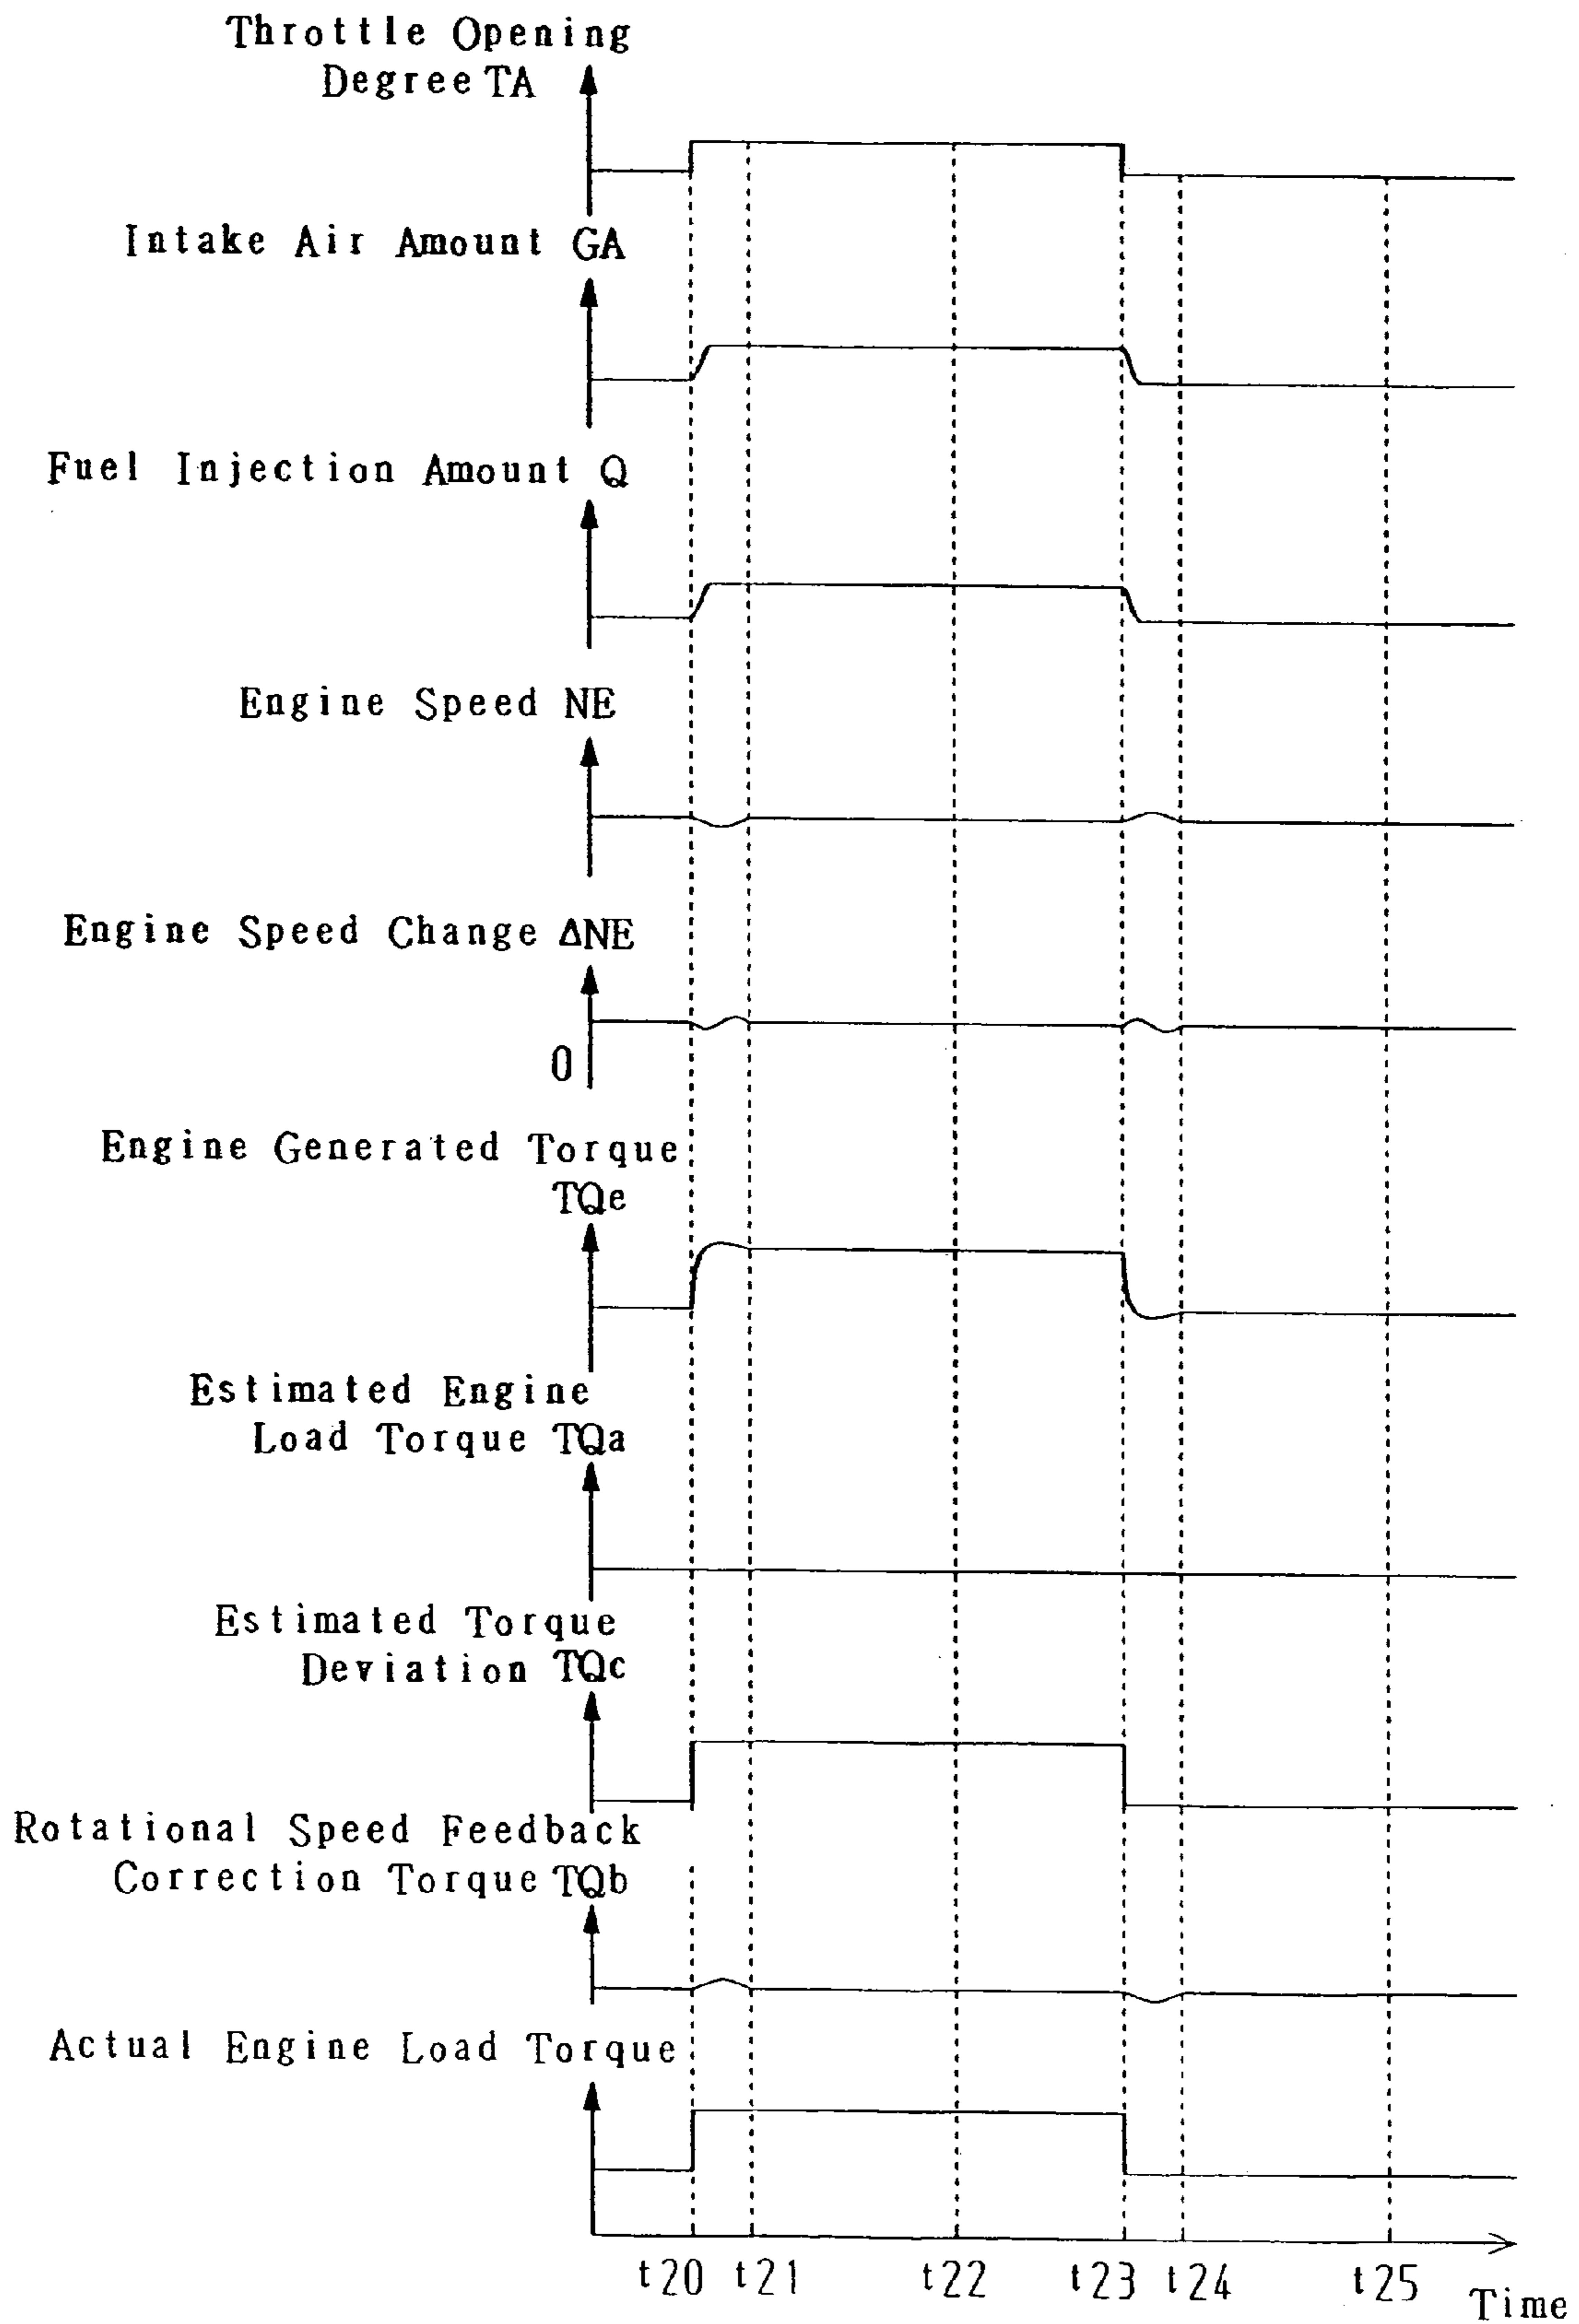 Throttle Opening
Degree TA
Intake Air Amount GA
Fuel Injection Amount Q
Engine Speed NE
Engine Speed Change ΔNE
0
Engine Generated Torque
TQe
Estimated Engine
Load Torque TQa
Estimated Torque
Deviation TQc
Rotational Speed Feedback
Correction Torque TQb
Actual Engine Load Torque
t20 t21 t22 t23 t24 t25
Time